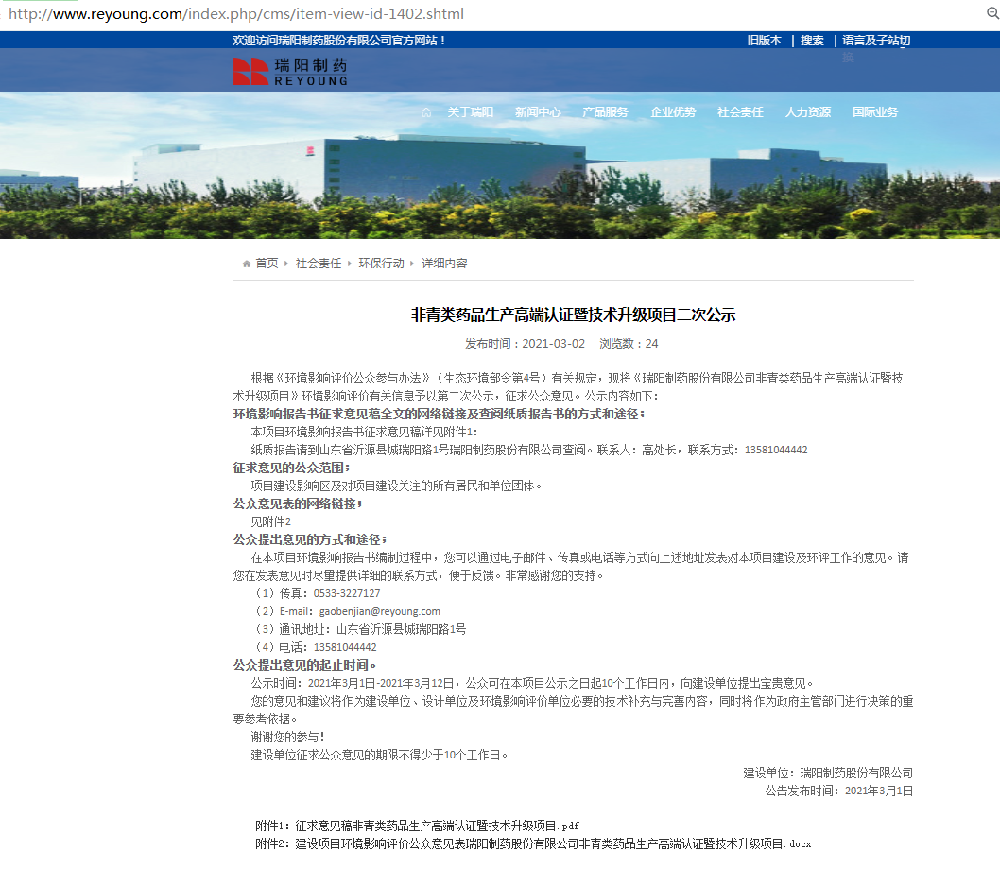 http://www.reyoung.com/index.php/cms/item-view-id-1402.shtml
欢迎访问瑞阳制药股份有限公司官方网站！
旧版本 | 搜索 | 语言及子站切
换
瑞阳制药
REYOUNG
关于瑞阳 新闻中心 产品服务 企业优势 社会责任 人力资源 国际业务
首页 社会责任 环保行动 详细内容
非青类药品生产高端认证暨技术升级项目二次公示
发布时间：2021-03-02 浏览数：24
根据《环境影响评价公众参与办法》（生态环境部令第4号）有关规定，现将《瑞阳制药股份有限公司非青类药品生产高端认证暨技
术升级项目》环境影响评价有关信息予以第二次公示，征求公众意见。公示内容如下：
环境影响报告书征求意见稿全文的网络链接及查阅纸质报告书的方式和途径；
本项目环境影响报告书征求意见稿详见附件1：
纸质报告请到山东省沂源县城瑞阳路1号瑞阳制药股份有限公司查阅。联系人：高处长，联系方式：13581044442
征求意见的公众范围；
项目建设影响区及对项目建设关注的所有居民和单位团体。
公众意见表的网络链接；
见附件2
公众提出意见的方式和途径；
在本项目环境影响报告书编制过程中，您可以通过电子邮件、传真或电话等方式向上述地址发表对本项目建设及环评工作的意见。请
您在发表意见时尽量提供详细的联系方式，便于反馈。非常感谢您的支持。
（1）传真：0533-3227127
（2）E-mail：gaobenjian@reyoung.com
（3）通讯地址：山东省沂源县城瑞阳路1号
（4）电话：13581044442
公众提出意见的起止时间。
公示时间：2021年3月1日-2021年3月12日，公众可在本项目公示之日起10个工作日内，向建设单位提出宝贵意见。
您的意见和建议将作为建设单位、设计单位及环境影响评价单位必要的技术补充与完善内容，同时将作为政府主管部门进行决策的重
要参考依据。
谢谢您的参与！
建设单位征求公众意见的期限不得少于10个工作日。
建设单位：瑞阳制药股份有限公司
公告发布时间：2021年3月1日
附件1：征求意见稿非青类药品生产高端认证暨技术升级项目.pdf
附件2：建设项目环境影响评价公众意见表瑞阳制药股份有限公司非青类药品生产高端认证暨技术升级项目.docx